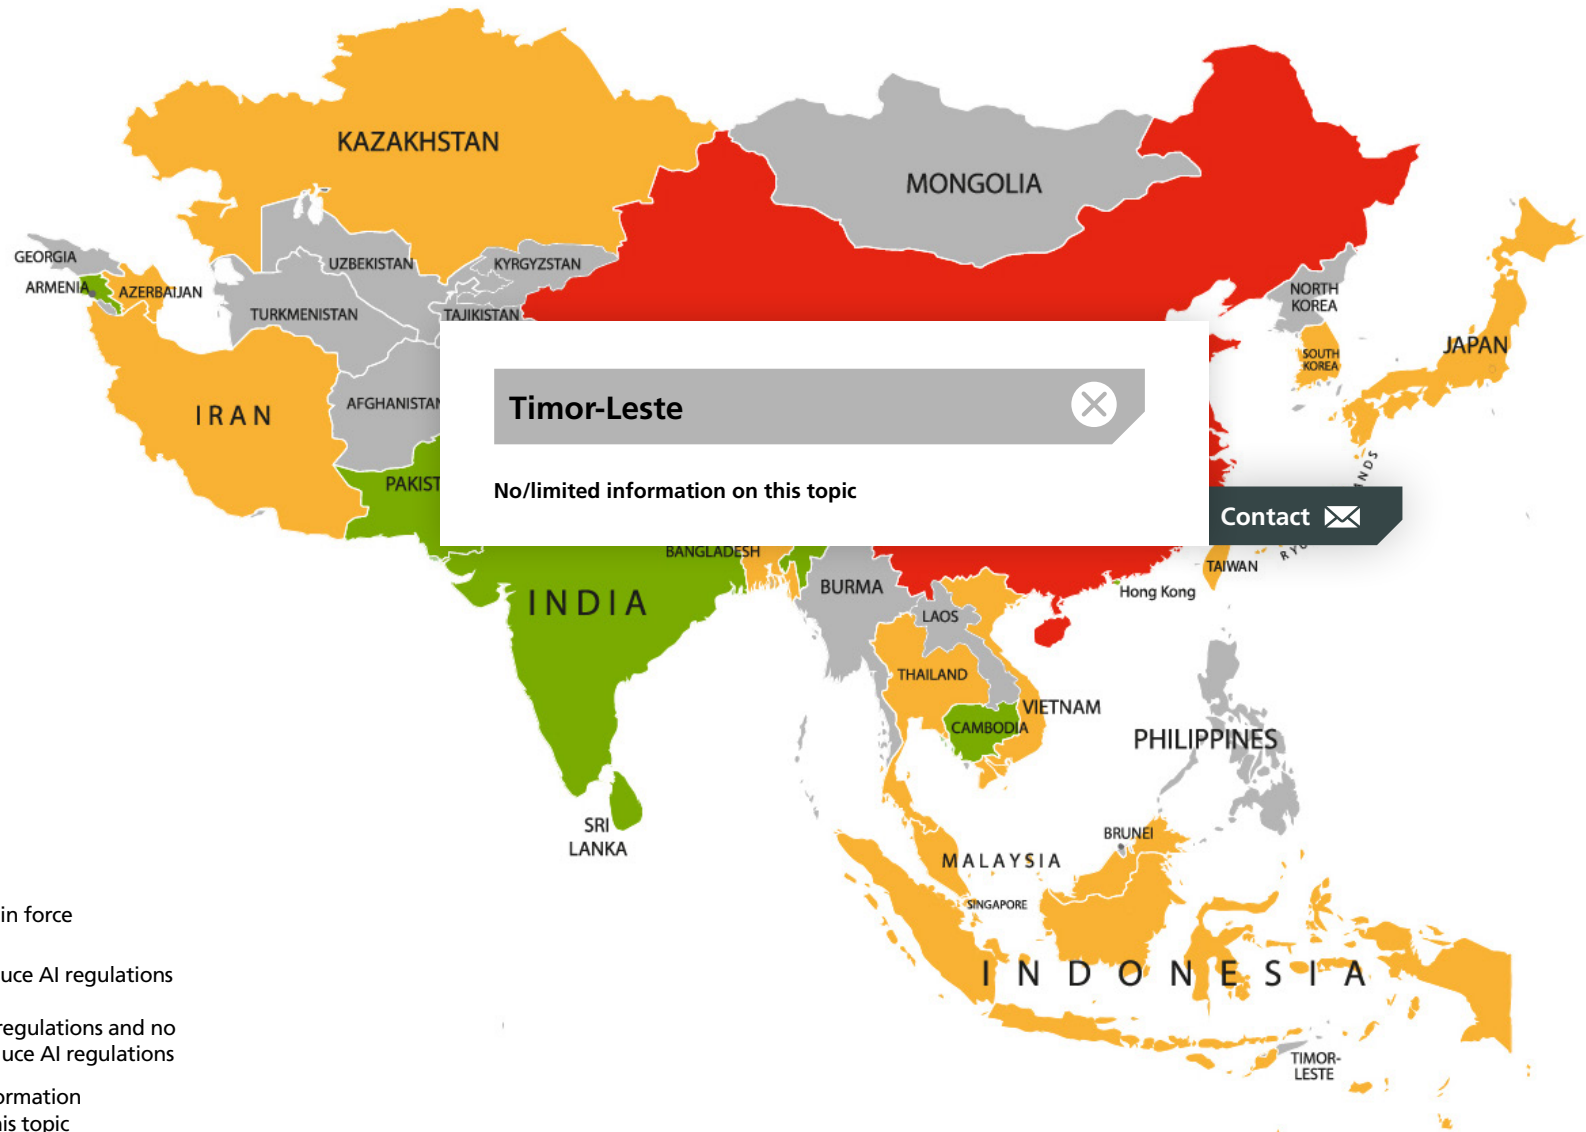 KAZAKHSTAN
MONGOLIA
GEORGIA
UZBEKISTAN
KYRGYZSTAN
ARMENIA
AZERBAIJAN
NORTH
KOREA
TURKMENISTAN
TAJIKISTAN
JAPAN
SOUTH
KOREA
IRAN
AFGHANISTAN
Timor-Leste
PAKIST
No/limited information on this topic
NDS
Contact
RYU
BANGLADESH
TAIWAN
BURMA
Hong Kong
INDIA
LAOS
THAILAND
VIETNAM
CAMBODIA
PHILIPPINES
SRI
LANKA
BRUNEI
MALAYSIA
SINGAPORE
in force
INDONESIA
uce AI regulations
regulations and no
uce AI regulations
TIMOR-
LESTE
ormation
is topic